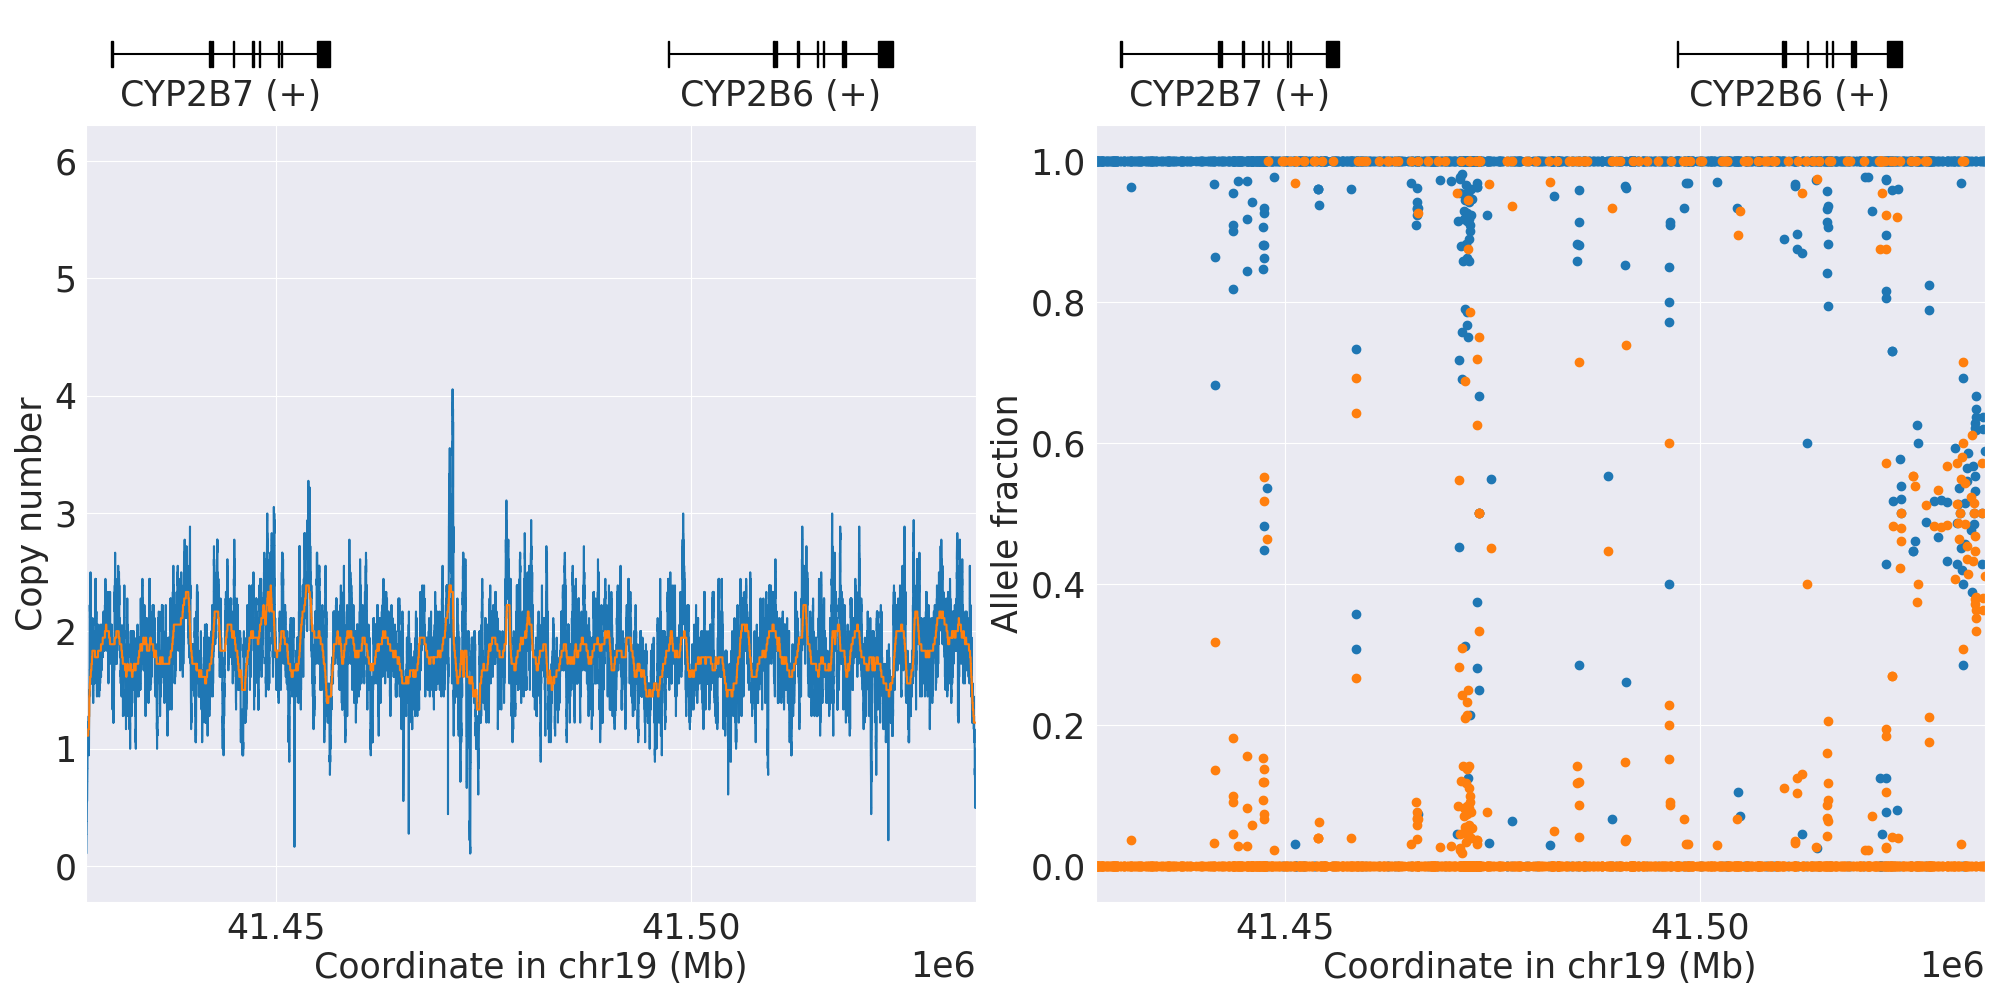 CYP2B7 (+) CYP2B6 (+)
CYP2B7 (+) CYP2B6 (+)
Copy number
6
5
4
3
2
1
0
41.45 41.50
Coordinate in chr19 (Mb) 1e6
Allele fraction
1.0
0.8
0.6
0.4
0.2
0.0
41.45 41.50
Coordinate in chr19 (Mb) 1e6